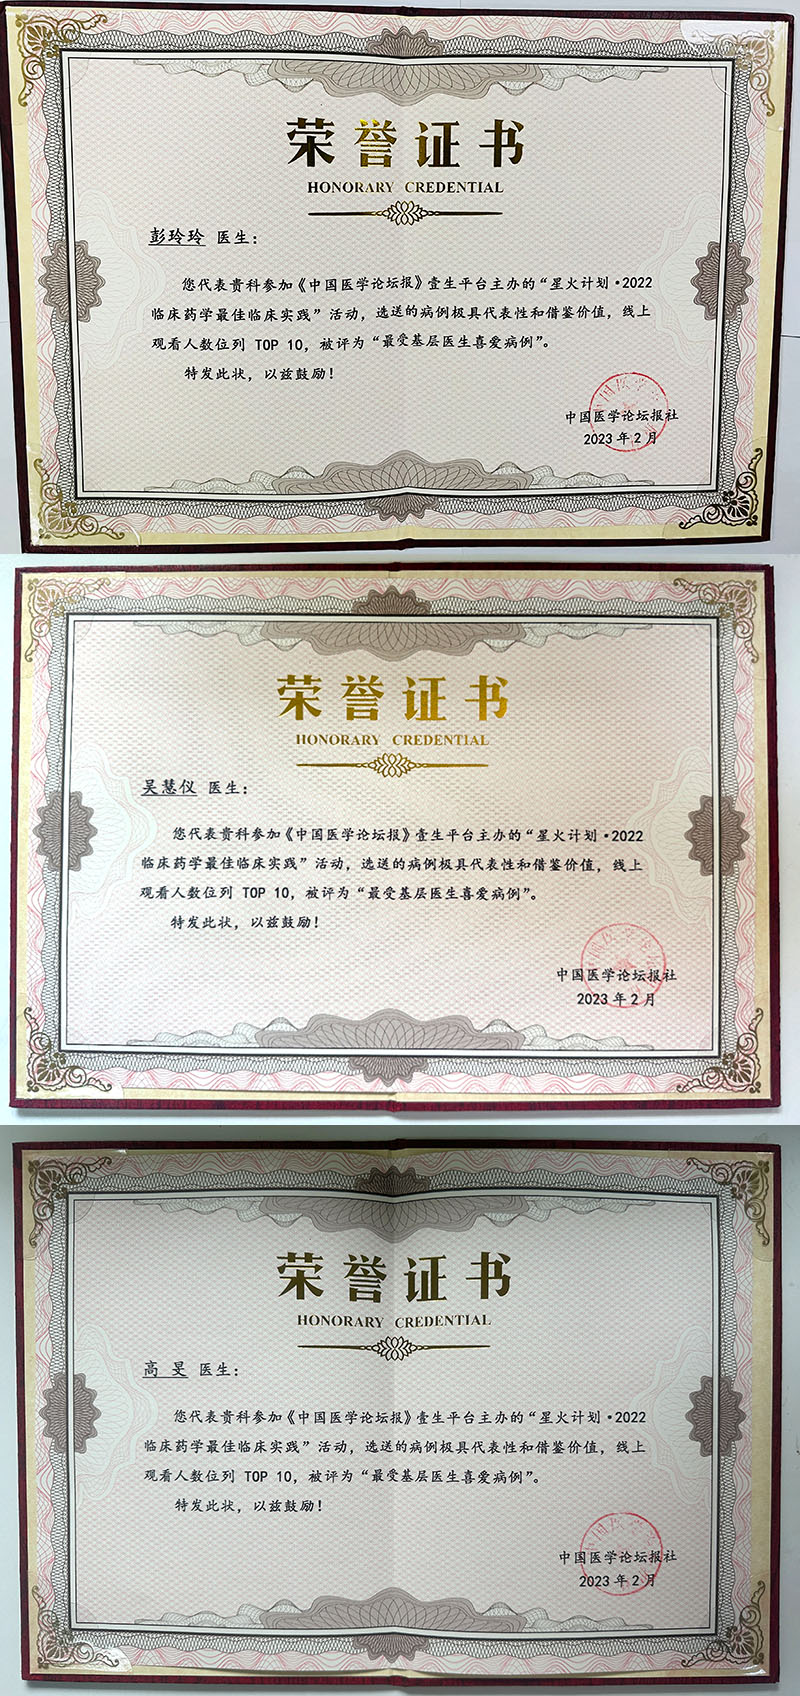 荣誉证书
HONORARY CREDENTIAL
彭玲玲 医生：
您代表贵科参加《中国医学论坛报》壹生平台主办的“星火计划·2022
临床药学最佳临床实践”活动，选送的病例极具代表性和借鉴价值，线上
观看人数位列 TOP 10，被评为“最受基层医生喜爱病例”。
特发此状，以兹鼓励！
中国医学论坛报社
2023 年 2 月
荣誉证书
HONORARY CREDENTIAL
吴慧仪 医生：
您代表贵科参加《中国医学论坛报》壹生平台主办的“星火计划·2022
临床药学最佳临床实践”活动，选送的病例极具代表性和借鉴价值，线上
观看人数位列 TOP 10，被评为“最受基层医生喜爱病例”。
特发此状，以兹鼓励！
中国医学论坛报社
2023 年 2 月
荣誉证书
HONORARY CREDENTIAL
高 旻 医生：
您代表贵科参加《中国医学论坛报》壹生平台主办的“星火计划·2022
临床药学最佳临床实践”活动，选送的病例极具代表性和借鉴价值，线上
观看人数位列 TOP 10，被评为“最受基层医生喜爱病例”。
特发此状，以兹鼓励！
中国医学论坛报社
2023 年 2 月